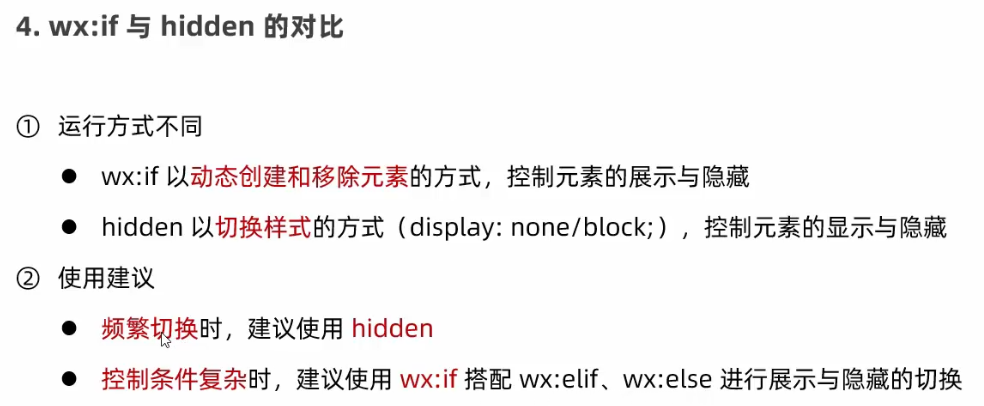 4. wx:if 与 hidden 的对比
① 运行方式不同
● wx:if 以动态创建和移除元素的方式，控制元素的展示与隐藏
● hidden 以切换样式的方式（display: none/block;），控制元素的显示与隐藏
② 使用建议
● 频繁切换时，建议使用 hidden
● 控制条件复杂时，建议使用 wx:if 搭配 wx:elif、wx:else 进行展示与隐藏的切换